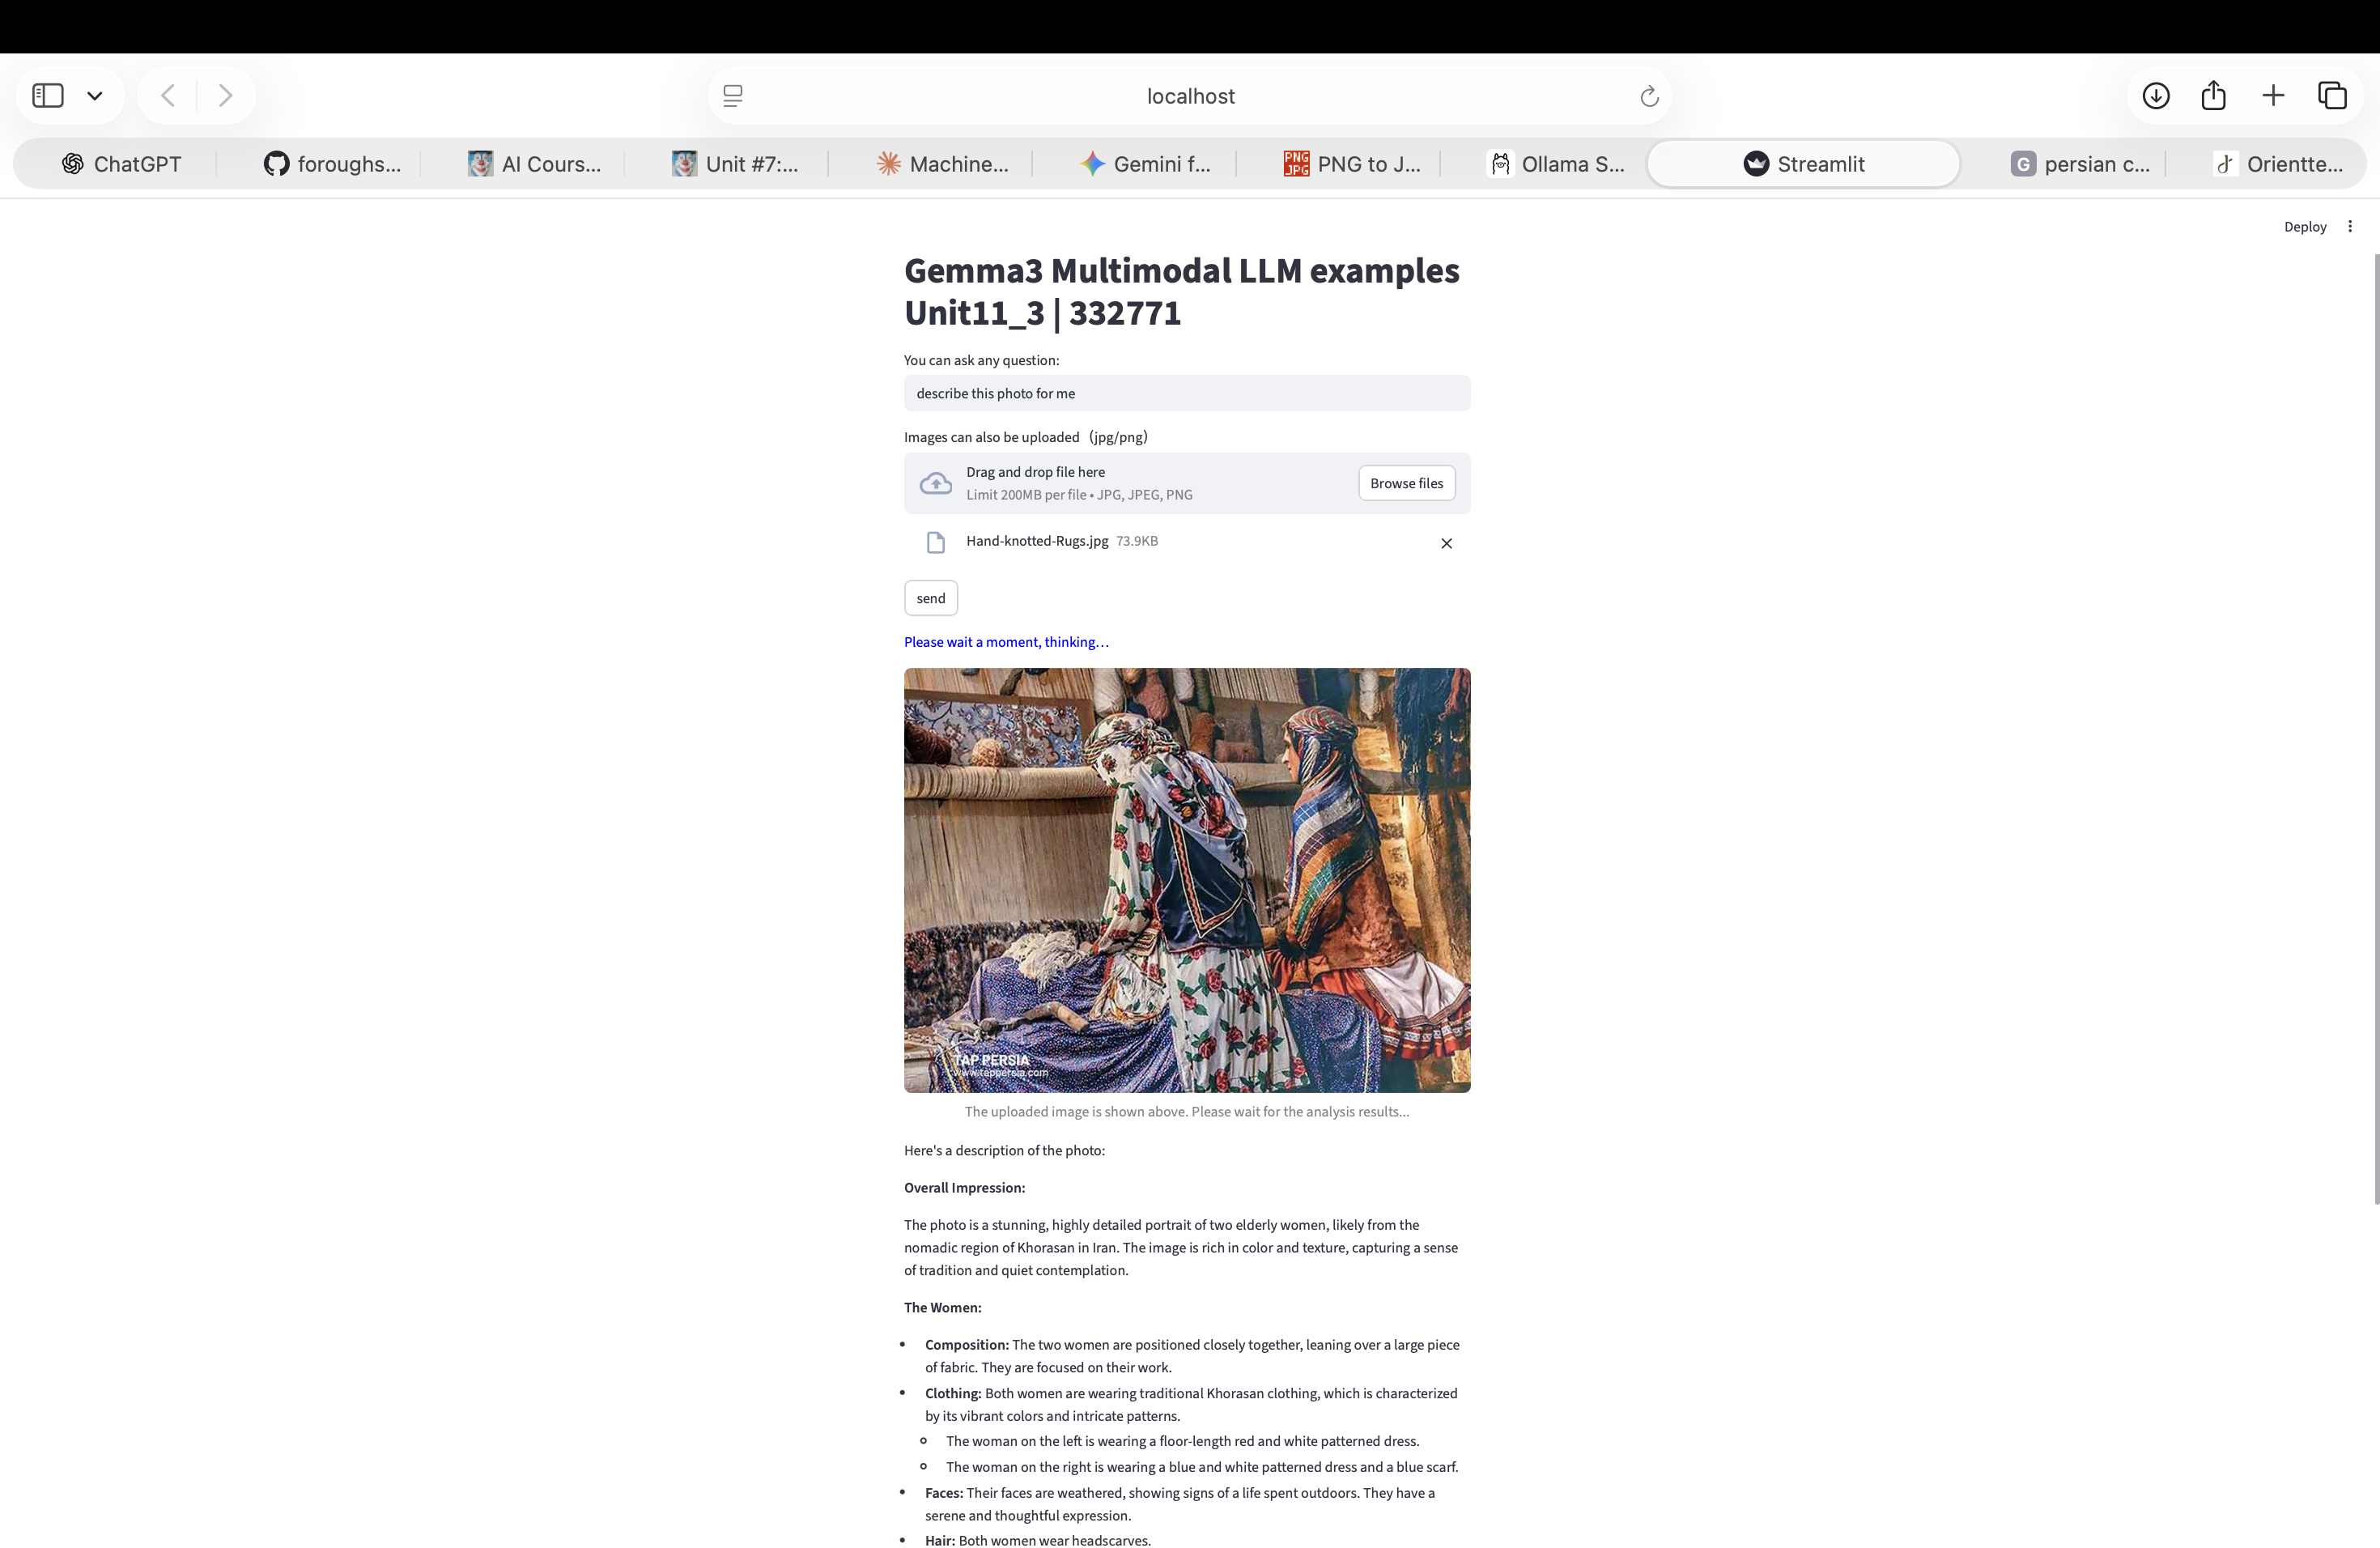 localhost
ChatGPT
foroughs...
AI Cours...
Unit #7:...
Machine...
Gemini f...
PNG JPG
PNG to J...
Ollama S...
Streamlit
G
persian c...
Orientte...
Deploy
Gemma3 Multimodal LLM examples
Unit11_3 | 332771
You can ask any question:
describe this photo for me
Images can also be uploaded （jpg/png）
Drag and drop file here
Limit 200MB per file • JPG, JPEG, PNG
Browse files
Hand-knotted-Rugs.jpg 73.9KB
send
Please wait a moment, thinking…
TAP PERSIA
www.tappersia.com
The uploaded image is shown above. Please wait for the analysis results...
Here's a description of the photo:
Overall Impression:
The photo is a stunning, highly detailed portrait of two elderly women, likely from the
nomadic region of Khorasan in Iran. The image is rich in color and texture, capturing a sense
of tradition and quiet contemplation.
The Women:
• Composition: The two women are positioned closely together, leaning over a large piece
of fabric. They are focused on their work.
• Clothing: Both women are wearing traditional Khorasan clothing, which is characterized
by its vibrant colors and intricate patterns.
The woman on the left is wearing a floor-length red and white patterned dress.
The woman on the right is wearing a blue and white patterned dress and a blue scarf.
• Faces: Their faces are weathered, showing signs of a life spent outdoors. They have a
serene and thoughtful expression.
• Hair: Both women wear headscarves.